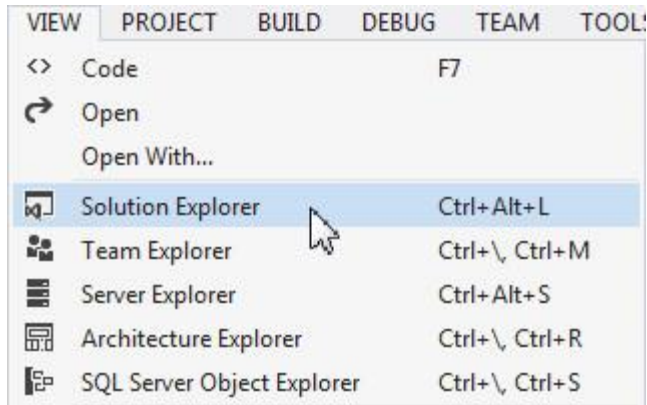 VIEW PROJECT BUILD DEBUG TEAM TOOLS
Code F7
Open
Open With...
Solution Explorer Ctrl+Alt+L
Team Explorer Ctrl+\, Ctrl+M
Server Explorer Ctrl+Alt+S
Architecture Explorer Ctrl+\, Ctrl+R
SQL Server Object Explorer Ctrl+\, Ctrl+S